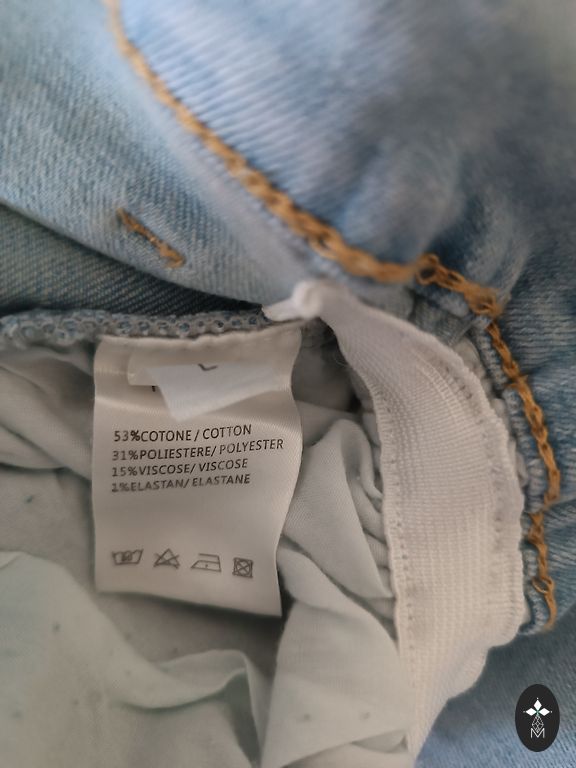 L
53%COTONE/ COTTON
31%POLIESTERE/ POLYESTER
15%VISCOSE/ VISCOSE
1%ELASTAN/ ELASTANE
M